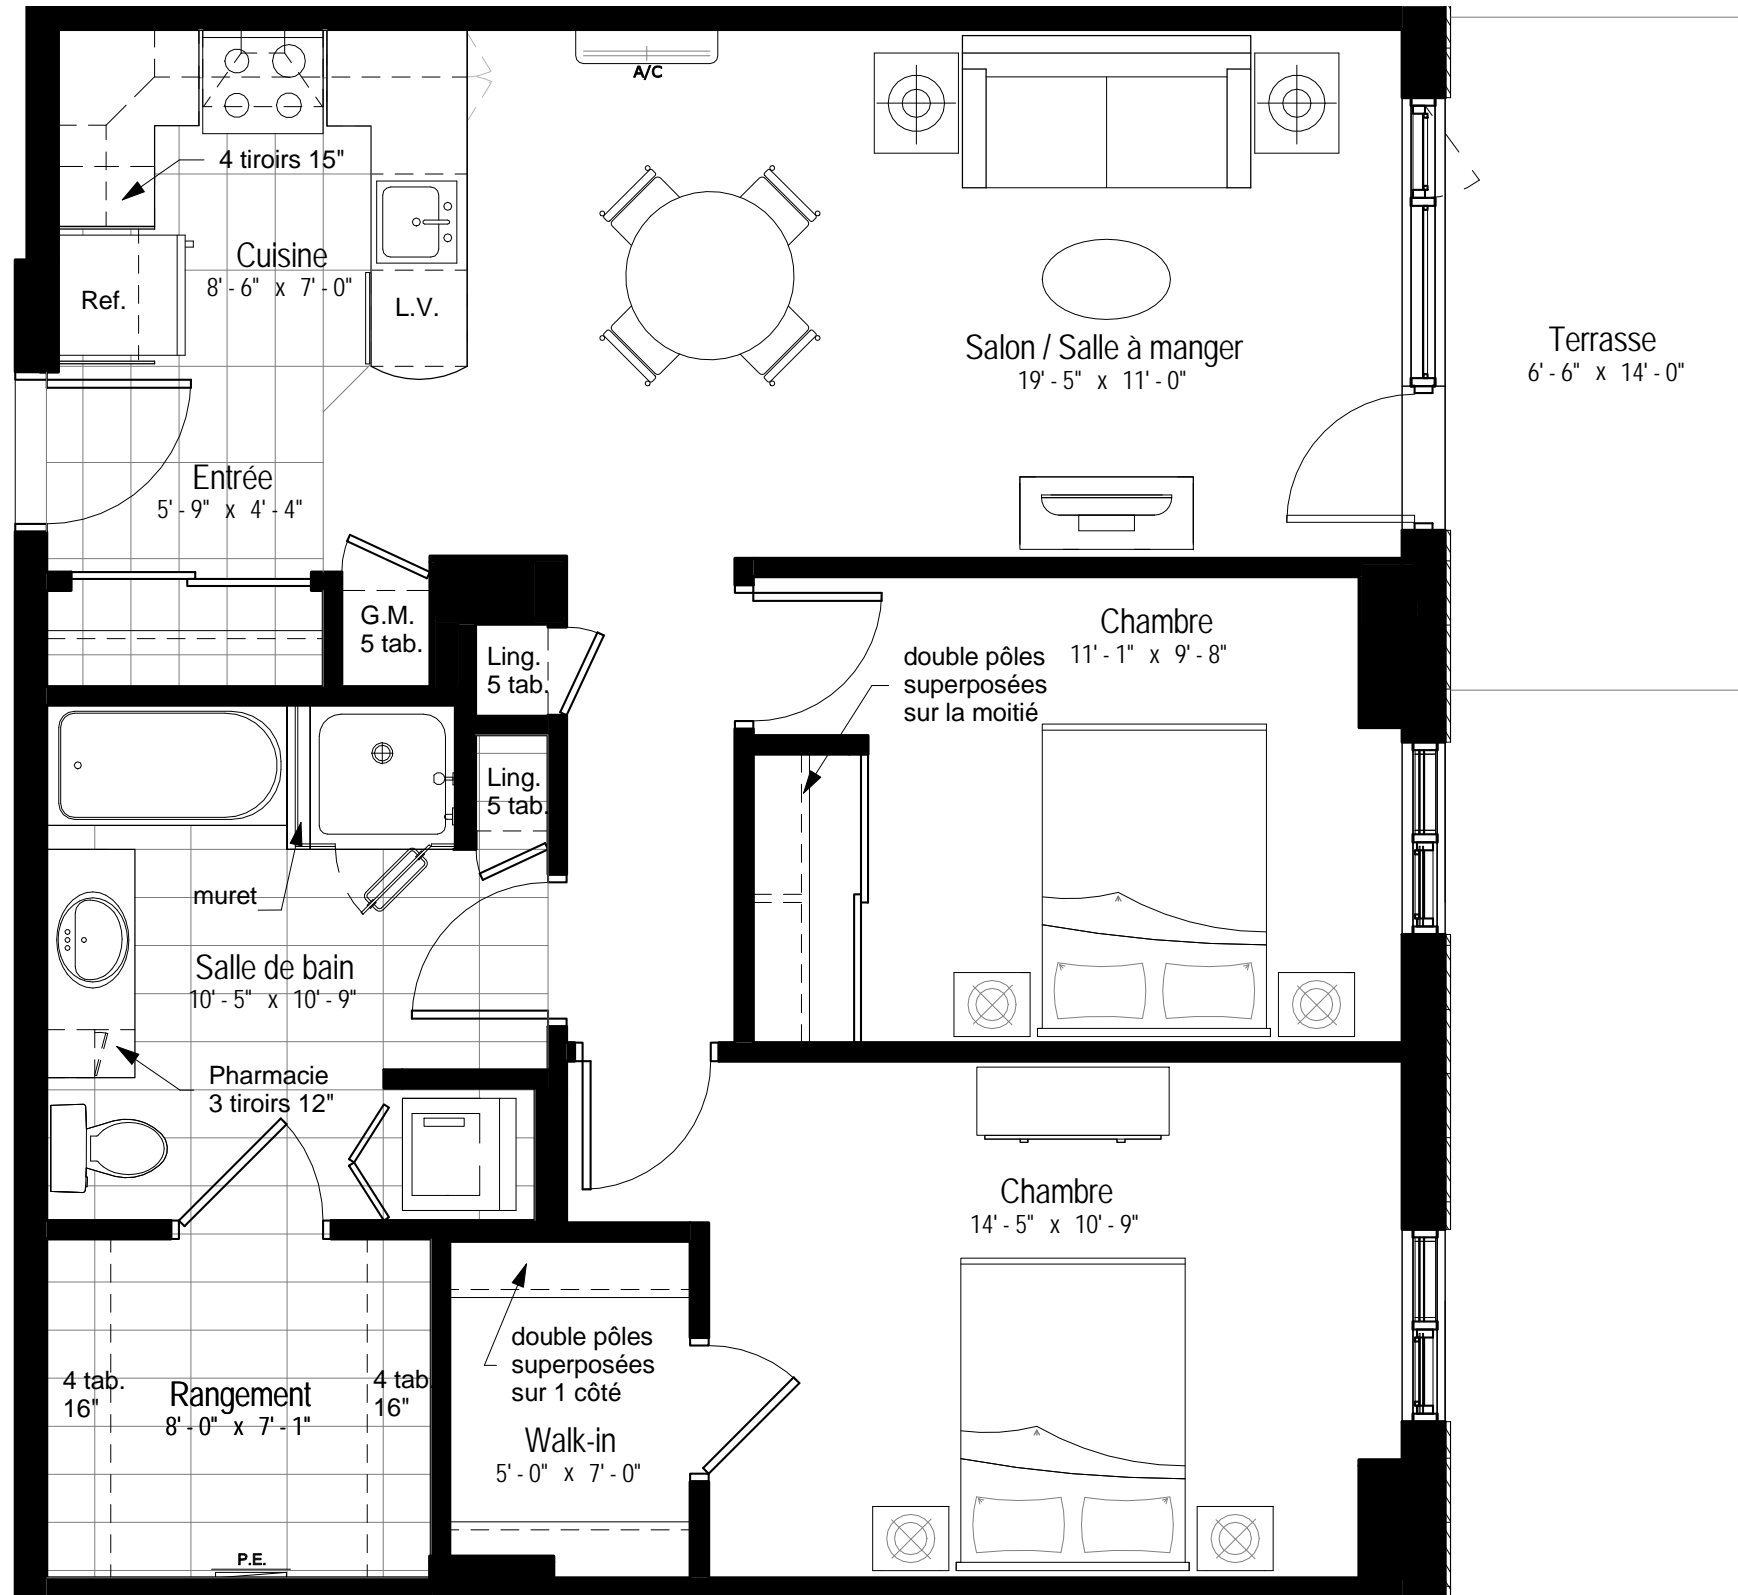 A/C
4 tiroirs 15"
Cuisine
8' - 6" x 7' - 0"
Ref.
L.V.
Salon / Salle à manger
19' - 5" x 11' - 0"
Terrasse
6' - 6" x 14' - 0"
Entrée
5' - 9" x 4' - 4"
G.M.
5 tab.
Ling.
5 tab.
Chambre
11' - 1" x 9' - 8"
double pôles
superposées
sur la moitié
Ling.
5 tab.
muret
Salle de bain
10' - 5" x 10' - 9"
Pharmacie
3 tiroirs 12"
Chambre
14' - 5" x 10' - 9"
double pôles
superposées
sur 1 côté
4 tab.
16"
Rangement
8' - 0" x 7' - 1"
4 tab
16"
Walk-in
5' - 0" x 7' - 0"
P.E.